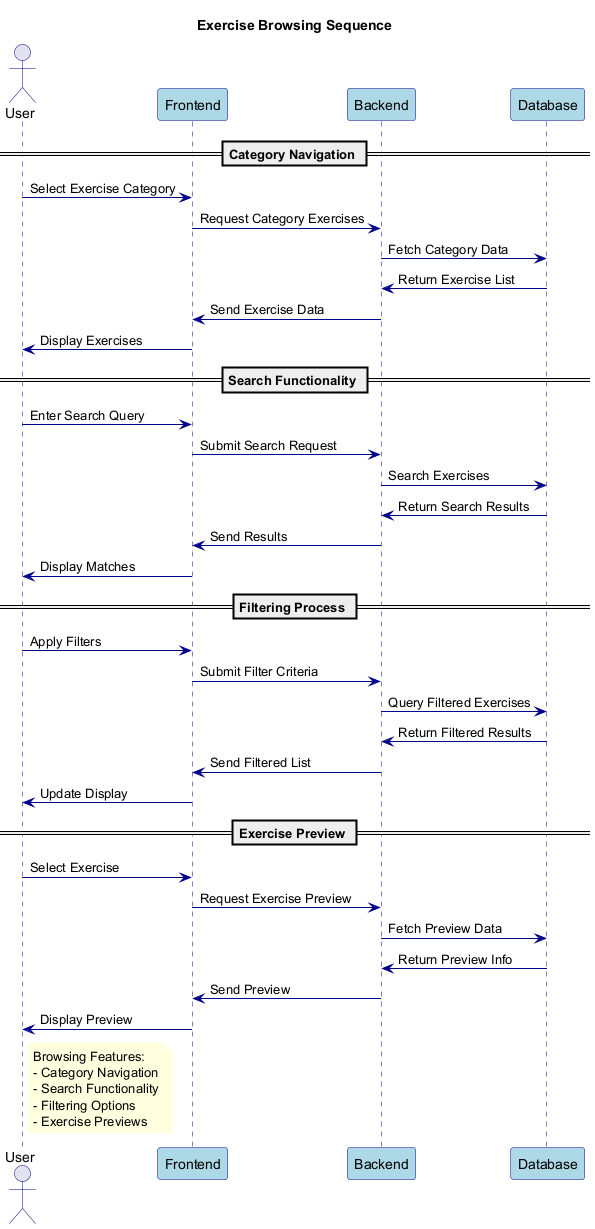 Exercise Browsing Sequence
User
Frontend
Backend
Database
Category Navigation
Select Exercise Category
Request Category Exercises
Fetch Category Data
Return Exercise List
Send Exercise Data
Display Exercises
Search Functionality
Enter Search Query
Submit Search Request
Search Exercises
Return Search Results
Send Results
Display Matches
Filtering Process
Apply Filters
Submit Filter Criteria
Query Filtered Exercises
Return Filtered Results
Send Filtered List
Update Display
Exercise Preview
Select Exercise
Request Exercise Preview
Fetch Preview Data
Return Preview Info
Send Preview
Display Preview
Browsing Features:
- Category Navigation
- Search Functionality
- Filtering Options
- Exercise Previews
User
Frontend
Backend
Database